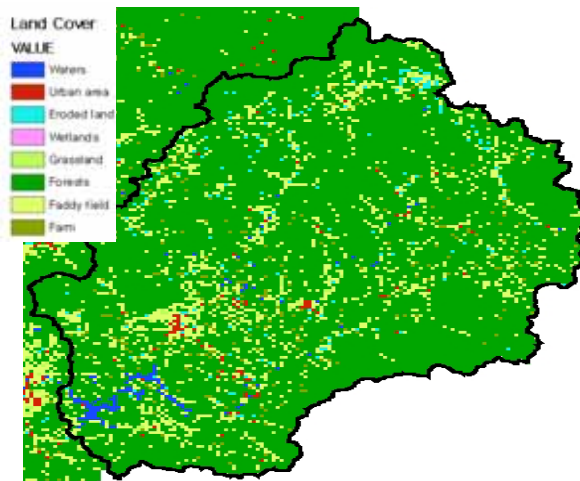 Land Cover
VALUE
Waters
Urban area
Eroded land
Wetlands
Grassland
Forests
Paddy field
Farm